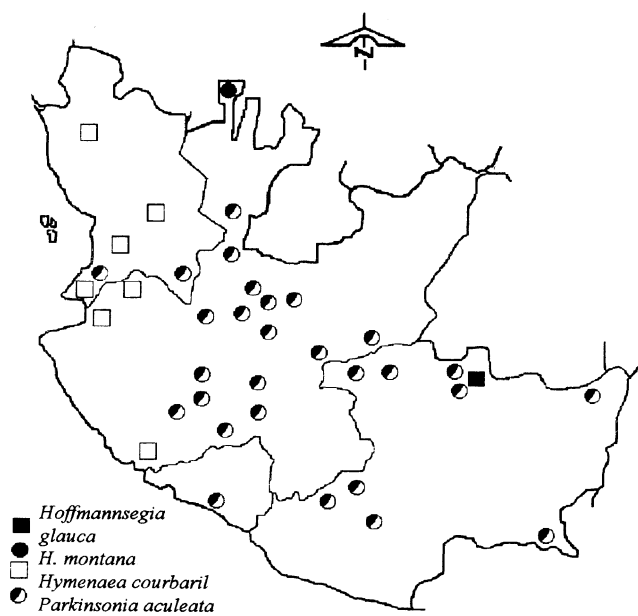 N
Hoffmannsegia
glauca
H. montana
Hymenaea courbaril
Parkinsonia aculeata